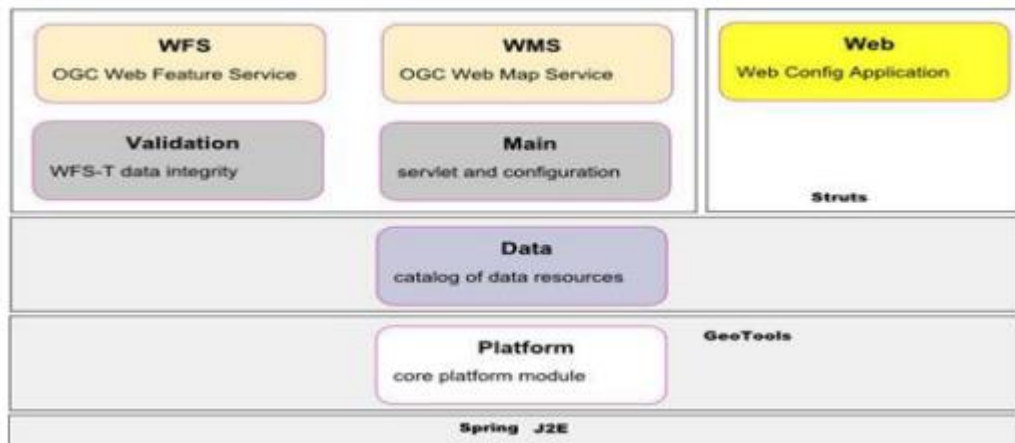 WFS
OGC Web Feature Service
WMS
OGC Web Map Service
Web
Web Config Application
Validation
WFS-T data integrity
Main
servlet and configuration
Struts
Data
catalog of data resources
GeoTools
Platform
core platform module
Spring J2E